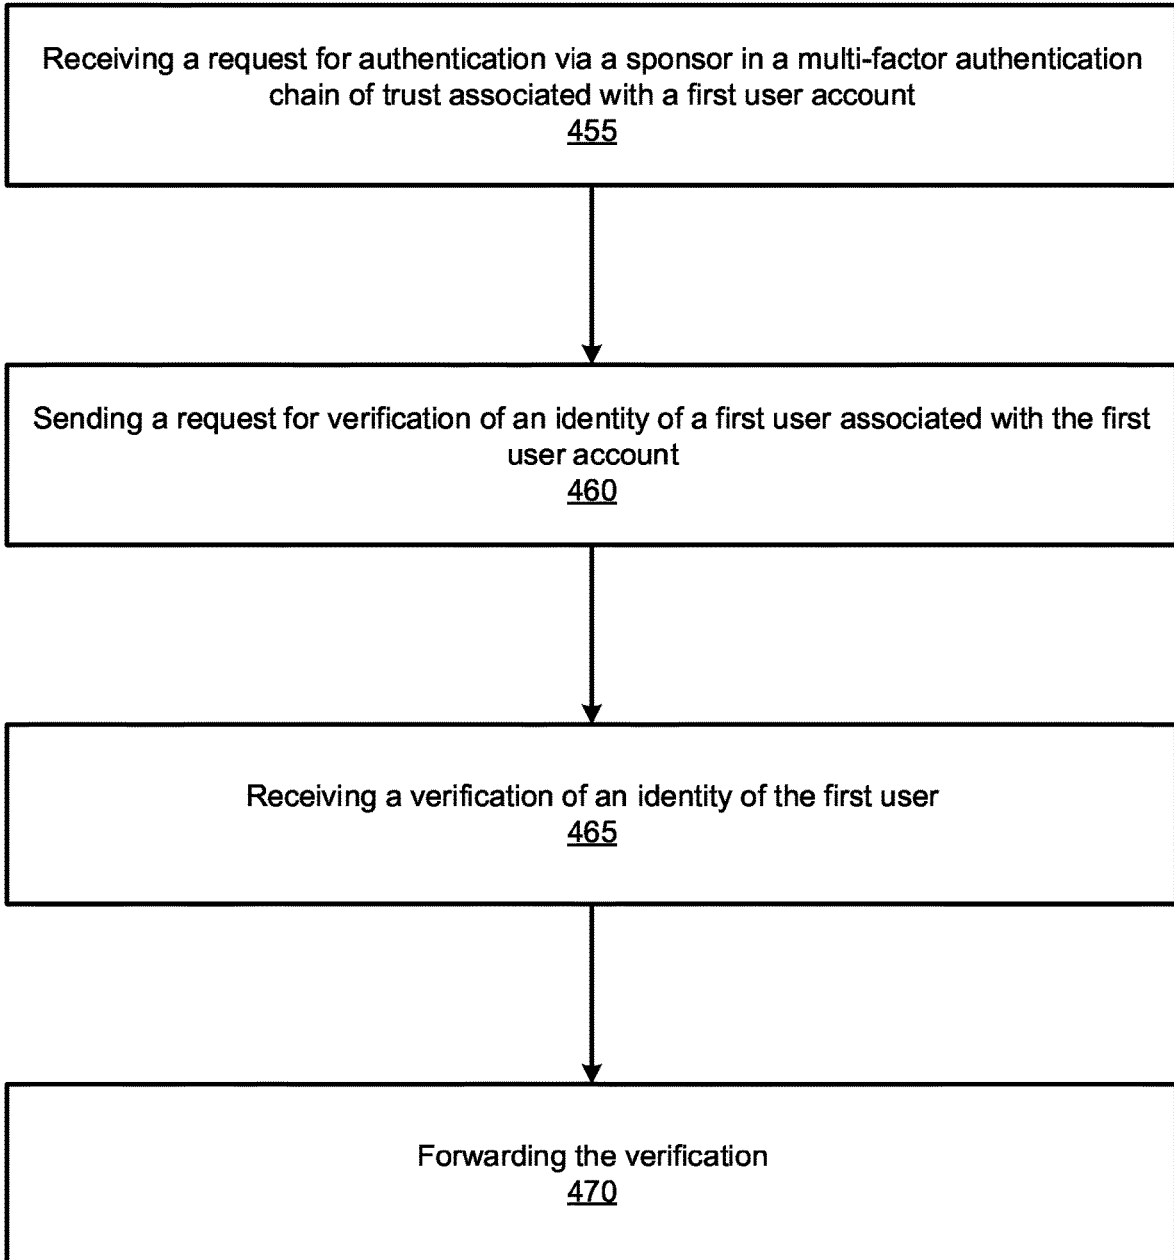 Receiving a request for authentication via a sponsor in a multi-factor authentication
chain of trust associated with a first user account
455
Sending a request for verification of an identity of a first user associated with the first
user account
460
Receiving a verification of an identity of the first user
465
Forwarding the verification
470